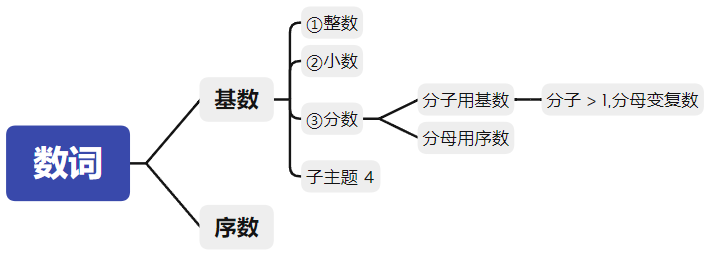 数词
基数
①整数
②小数
③分数
分子用基数
分子 > 1,分母变复数
分母用序数
子主题 4
序数